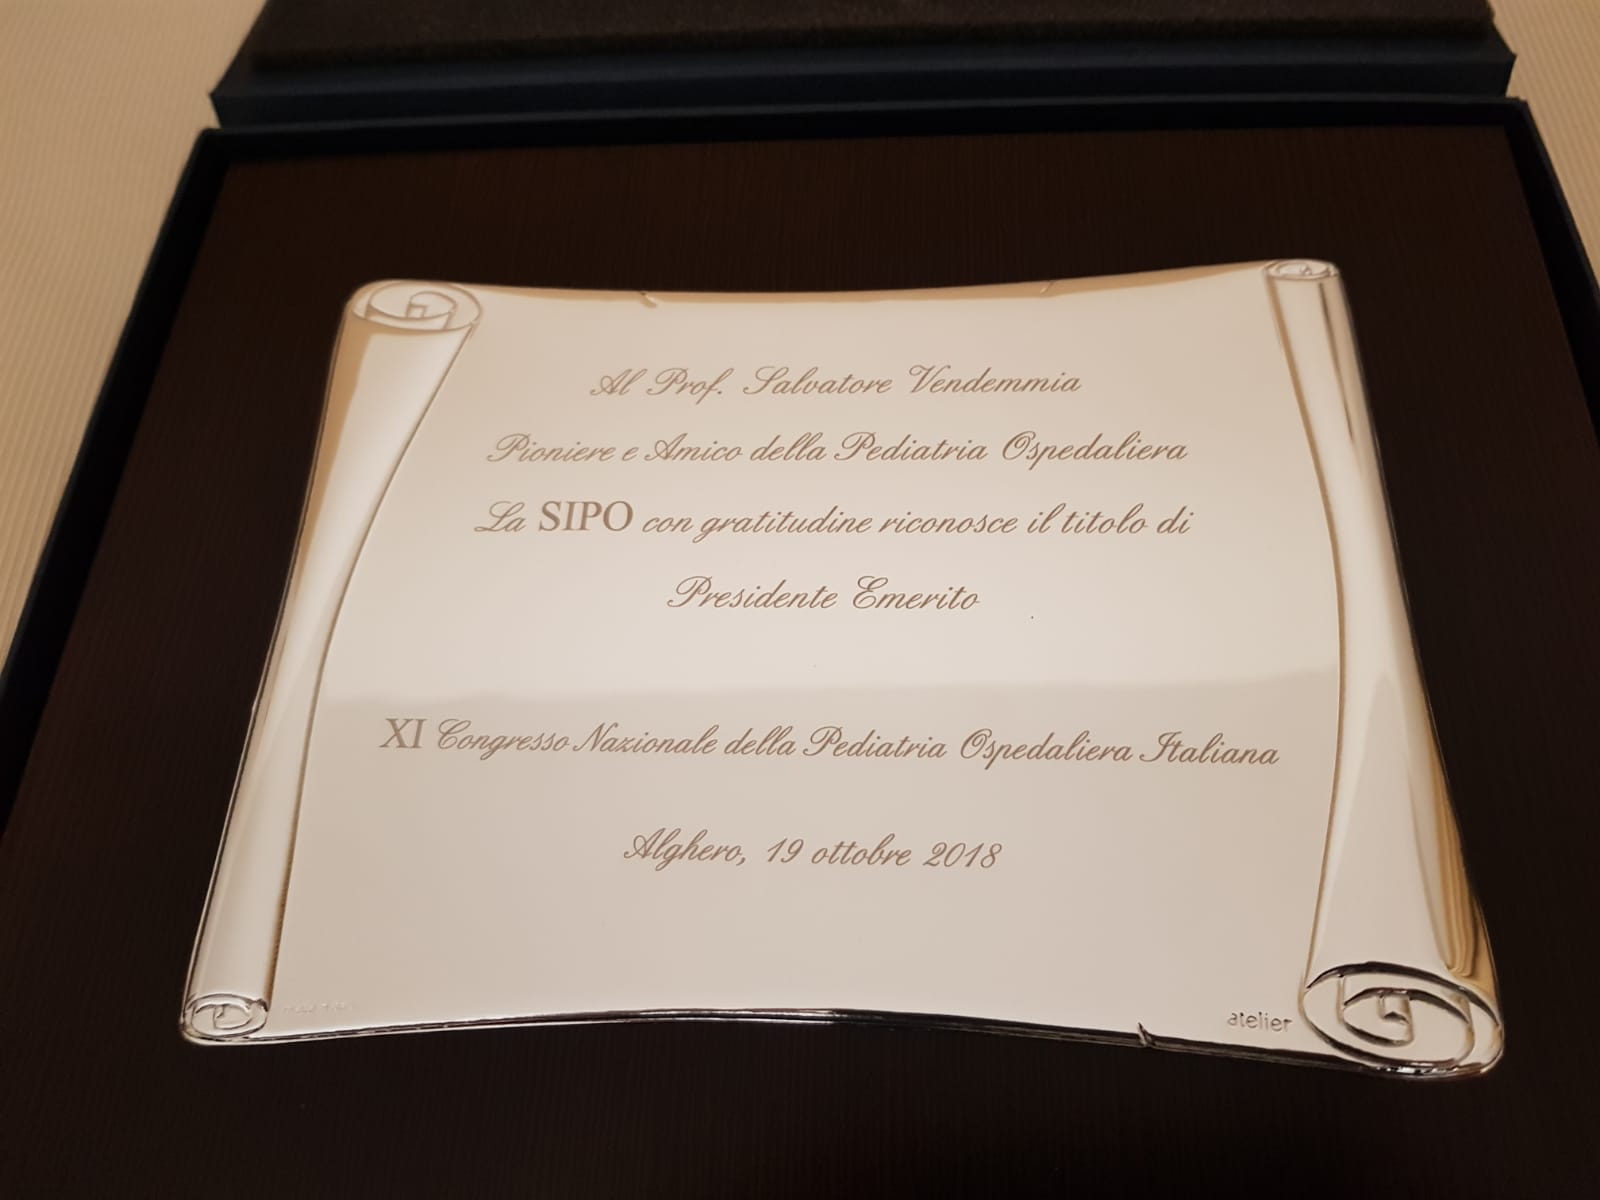 Al Prof. Salvatore Vendemmia
Pioniere e Amico della Pediatria Ospedaliera
La SIPO con gratitudine riconosce il titolo di
Presidente Emerito
XI Congresso Nazionale della Pediatria Ospedaliera Italiana
Alghero, 19 ottobre 2018
atelier